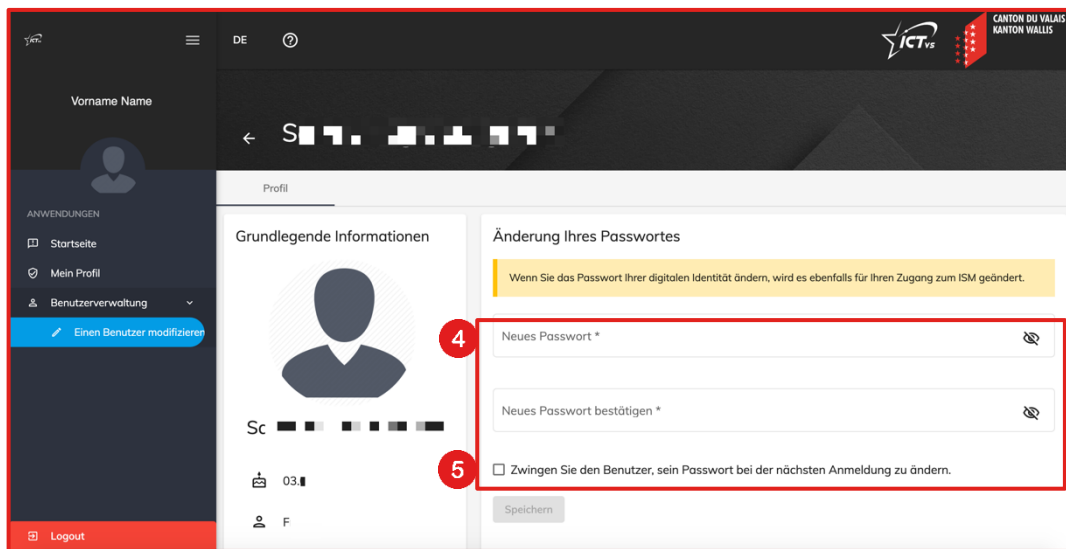 ICTvs
DE
ICTvs
CANTON DU VALAIS
KANTON WALLIS
Vorname Name
Profil
ANWENDUNGEN
Startseite
Mein Profil
Benutzerverwaltung
Einen Benutzer modifizieren
Logout
Grundlegende Informationen
03.
F
Änderung Ihres Passwortes
Wenn Sie das Passwort Ihrer digitalen Identität ändern, wird es ebenfalls für Ihren Zugang zum ISM geändert.
4
Neues Passwort *
Neues Passwort bestätigen *
5
Zwingen Sie den Benutzer, sein Passwort bei der nächsten Anmeldung zu ändern.
Speichern